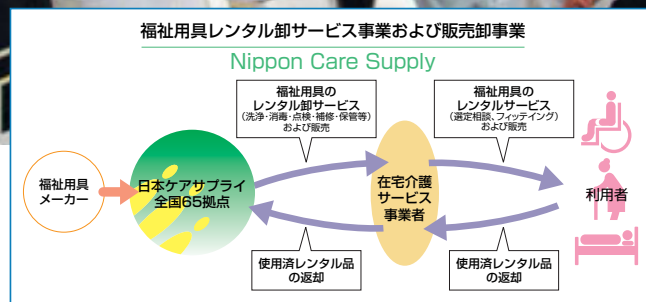 福祉用具レンタル卸サービス事業および販売卸事業
Nippon Care Supply
福祉用具の
レンタル卸サービス
（洗浄・消毒・点検・補修・保管等）
および販売
福祉用具の
レンタルサービス
（選定相談、フィッティング）
および販売
福祉用具
メーカー
日本ケアサプライ
全国65拠点
在宅介護
サービス
事業者
利用者
使用済レンタル品
の返却
使用済レンタル品
の返却